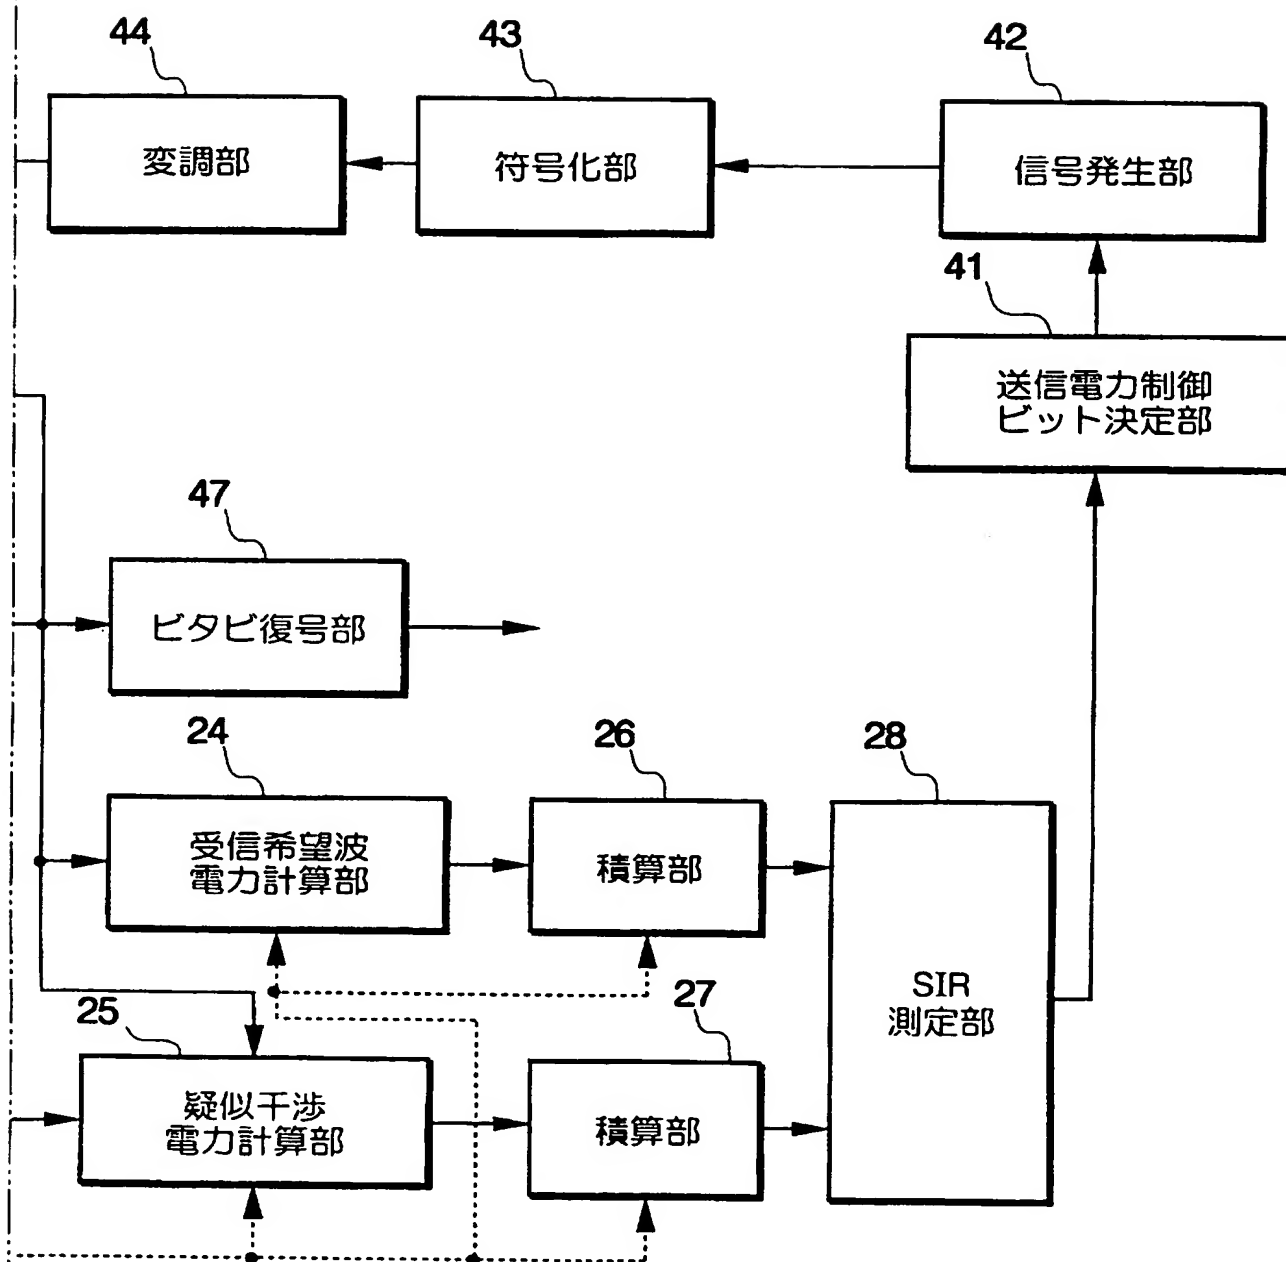 44
43
42
変調部
符号化部
信号発生部
41
送信電力制御
ビット決定部
47
ビタビ復号部
24
26
28
受信希望波
電力計算部
積算部
SIR
測定部
25
27
疑似干渉
電力計算部
積算部